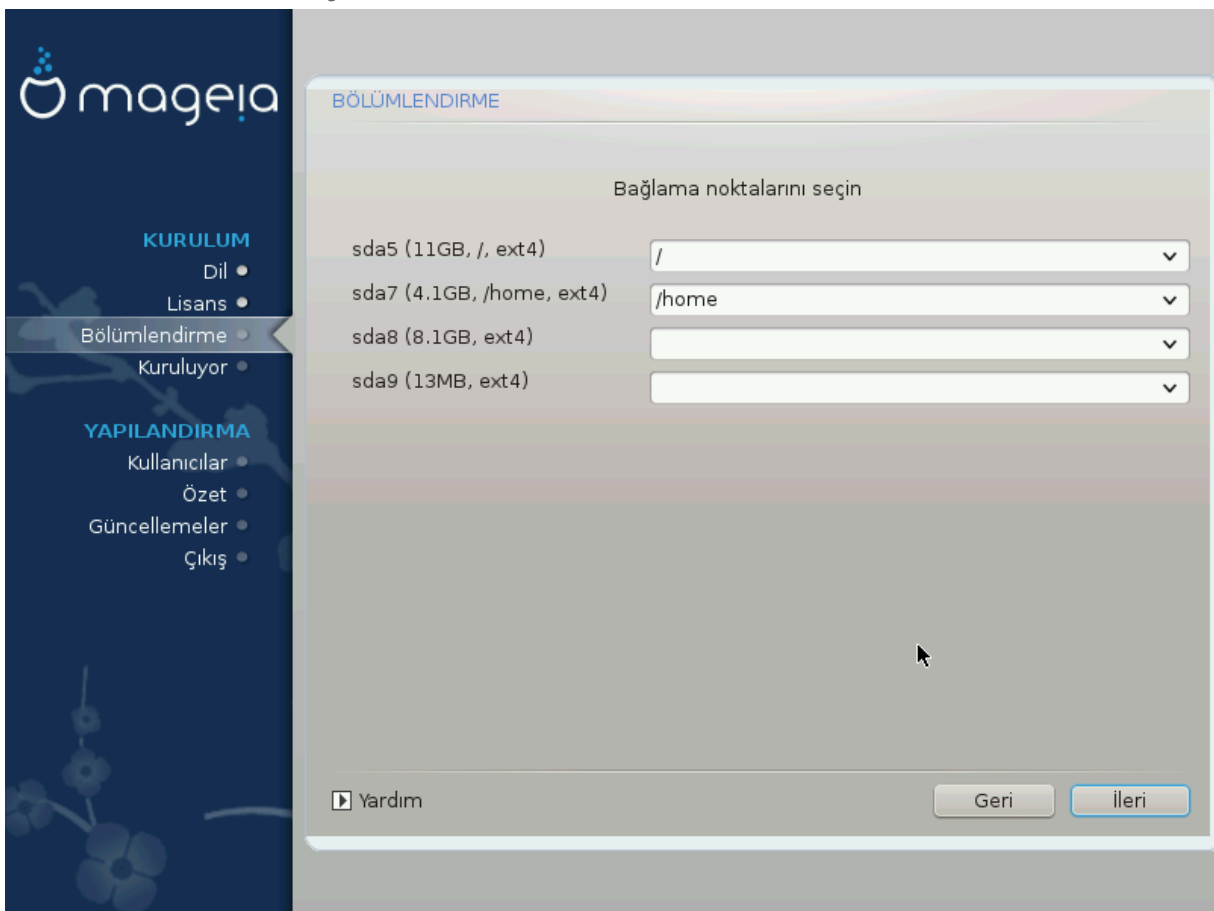 mageia
BÖLÜMLENDIRME
Bağlama noktalarını seçin
KURULUM
Dil
Lisans
Bölümlendirme
Kuruluyor
YAPILANDIRMA
Kullanıcılar
Özet
Güncellemeler
Çıkış
sda5 (11GB, /, ext4)
/
sda7 (4.1GB, /home, ext4)
/home
sda8 (8.1GB, ext4)
sda9 (13MB, ext4)
Yardım
Geri
İleri